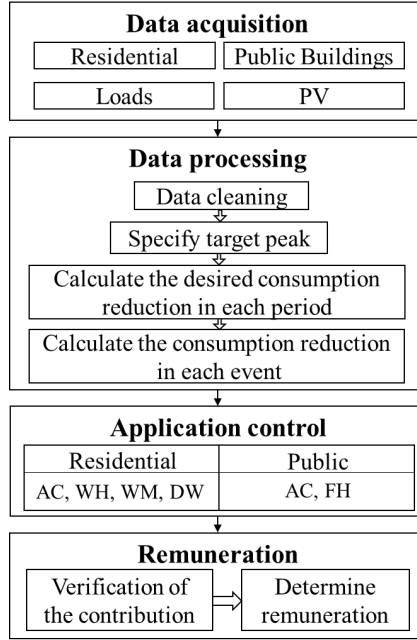 Data acquisition
Residential
Public Buildings
Loads
PV
Data processing
Data cleaning
Specify target peak
Calculate the desired consumption
reduction in each period
Calculate the consumption reduction
in each event
Application control
Residential
Public
AC, WH, WM, DW
AC, FH
Remuneration
Verification of
the contribution
Determine
remuneration